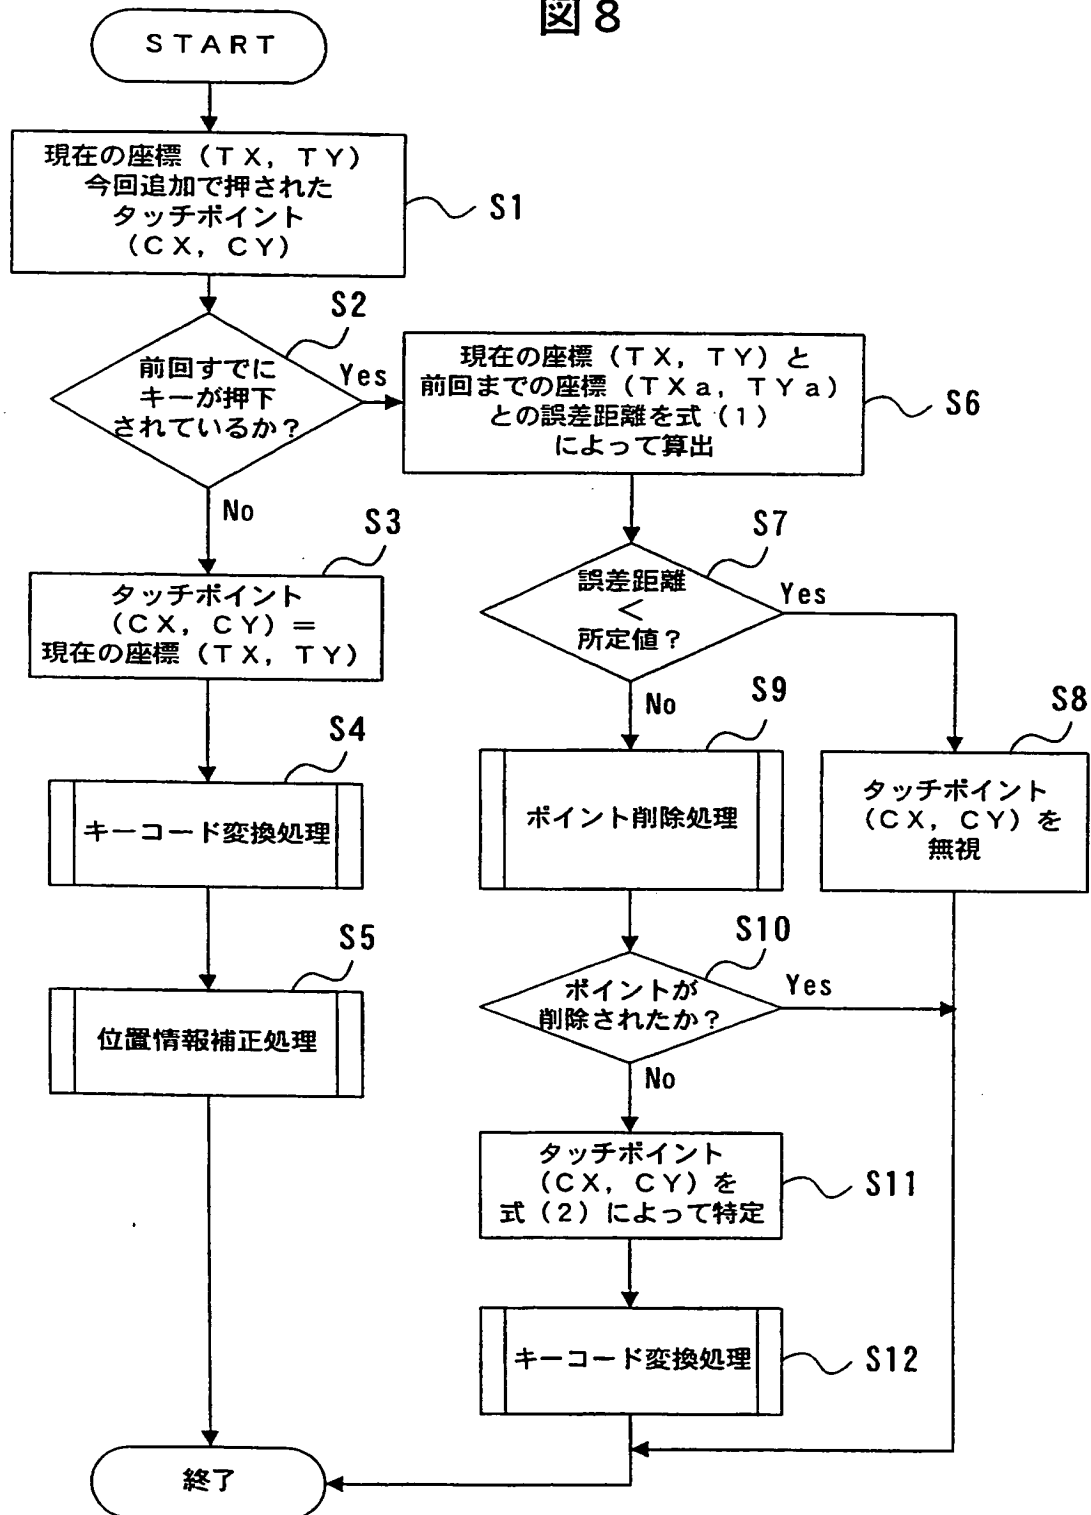 図8
START
現在の座標(TX,TY)
今回追加で押された
タッチポイント
(CX,CY)
S1
S2
前回すでに
キーが押下
されているか?
Yes
No
現在の座標(TX,TY)と
前回までの座標(TXa,TYa)
との誤差距離を式(1)
によって算出
S6
S3
タッチポイント
(CX,CY)=
現在の座標(TX,TY)
S7
誤差距離
<
所定値?
Yes
No
S4
キーコード変換処理
S9
ポイント削除処理
S8
タッチポイント
(CX,CY)を
無視
S5
位置情報補正処理
S10
ポイントが
削除されたか?
Yes
No
タッチポイント
(CX,CY)を
式(2)によって特定
S11
キーコード変換処理
S12
終了